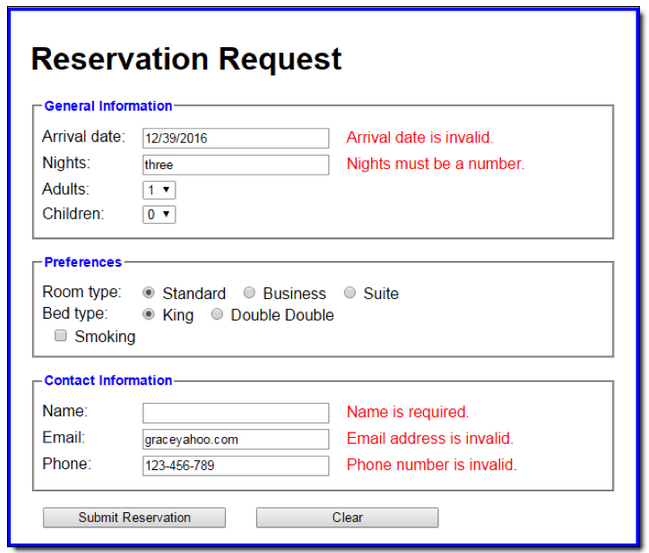 Reservation Request
General Information
Arrival date: 12/39/2016 Arrival date is invalid.
Nights: three Nights must be a number.
Adults: 1
Children: 0
Preferences
Room type: Standard Business Suite
Bed type: King Double Double
Smoking
Contact Information
Name: Name is required.
Email: graceyahoo.com Email address is invalid.
Phone: 123-456-789 Phone number is invalid.
Submit Reservation Clear